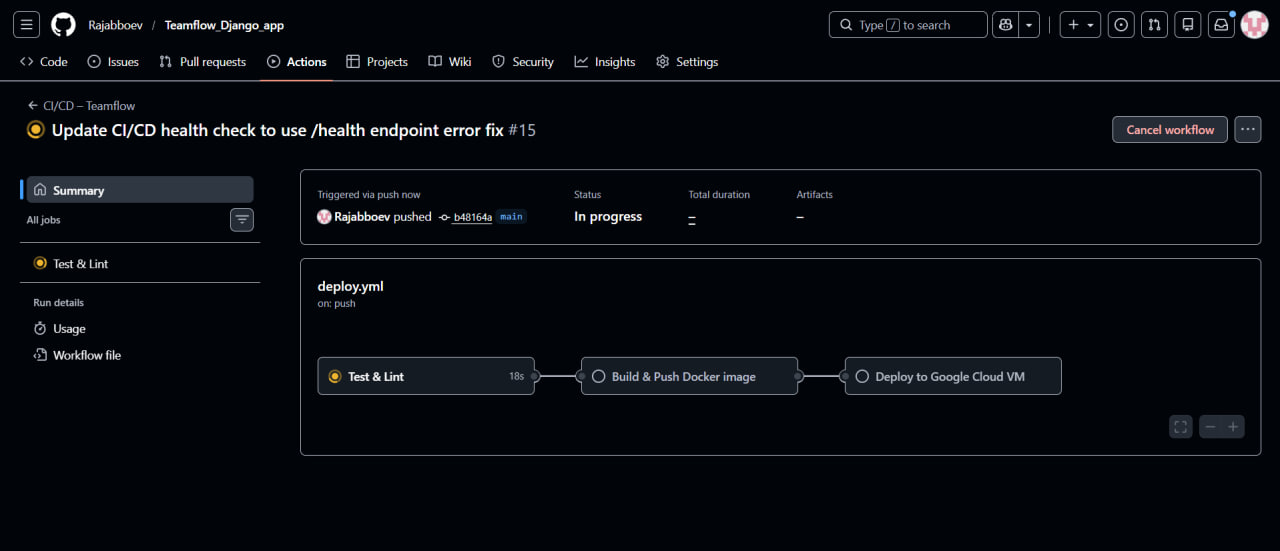 Rajabboev / Teamflow_Django_app
Type / to search
Code Issues Pull requests Actions Projects Wiki Security Insights Settings
CI/CD – Teamflow
Update CI/CD health check to use /health endpoint error fix #15
Cancel workflow
Summary
All jobs
Test & Lint
Run details
Usage
Workflow file
Triggered via push now
Rajabboev pushed b48164a main
Status
In progress
Total duration
–
Artifacts
–
deploy.yml
on: push
Test & Lint 18s
Build & Push Docker image
Deploy to Google Cloud VM